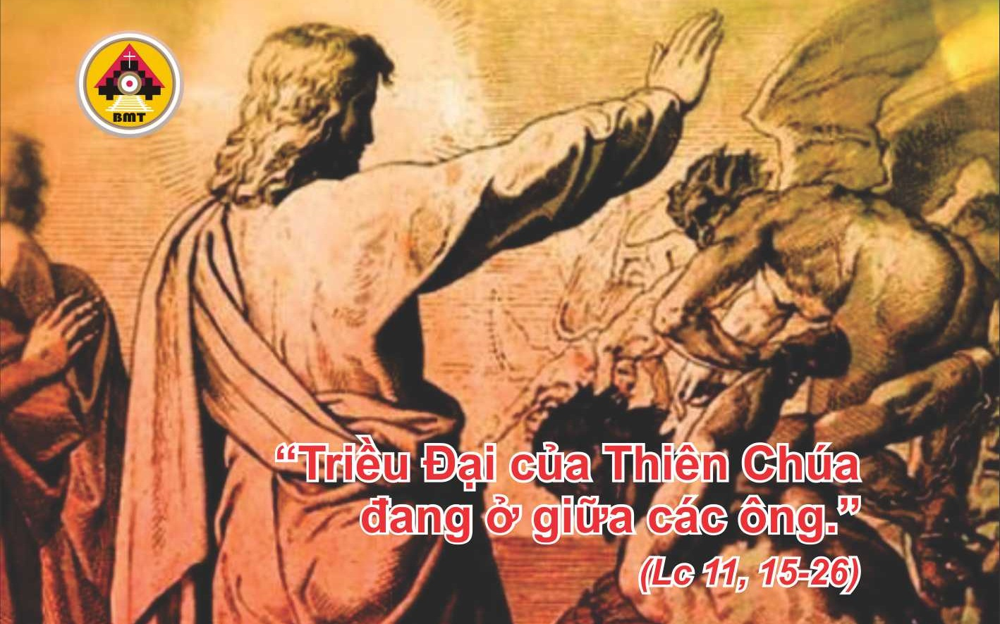 BMT
“Triều Đại của Thiên Chúa
đang ở giữa các ông.”
(Lc 11, 15-26)